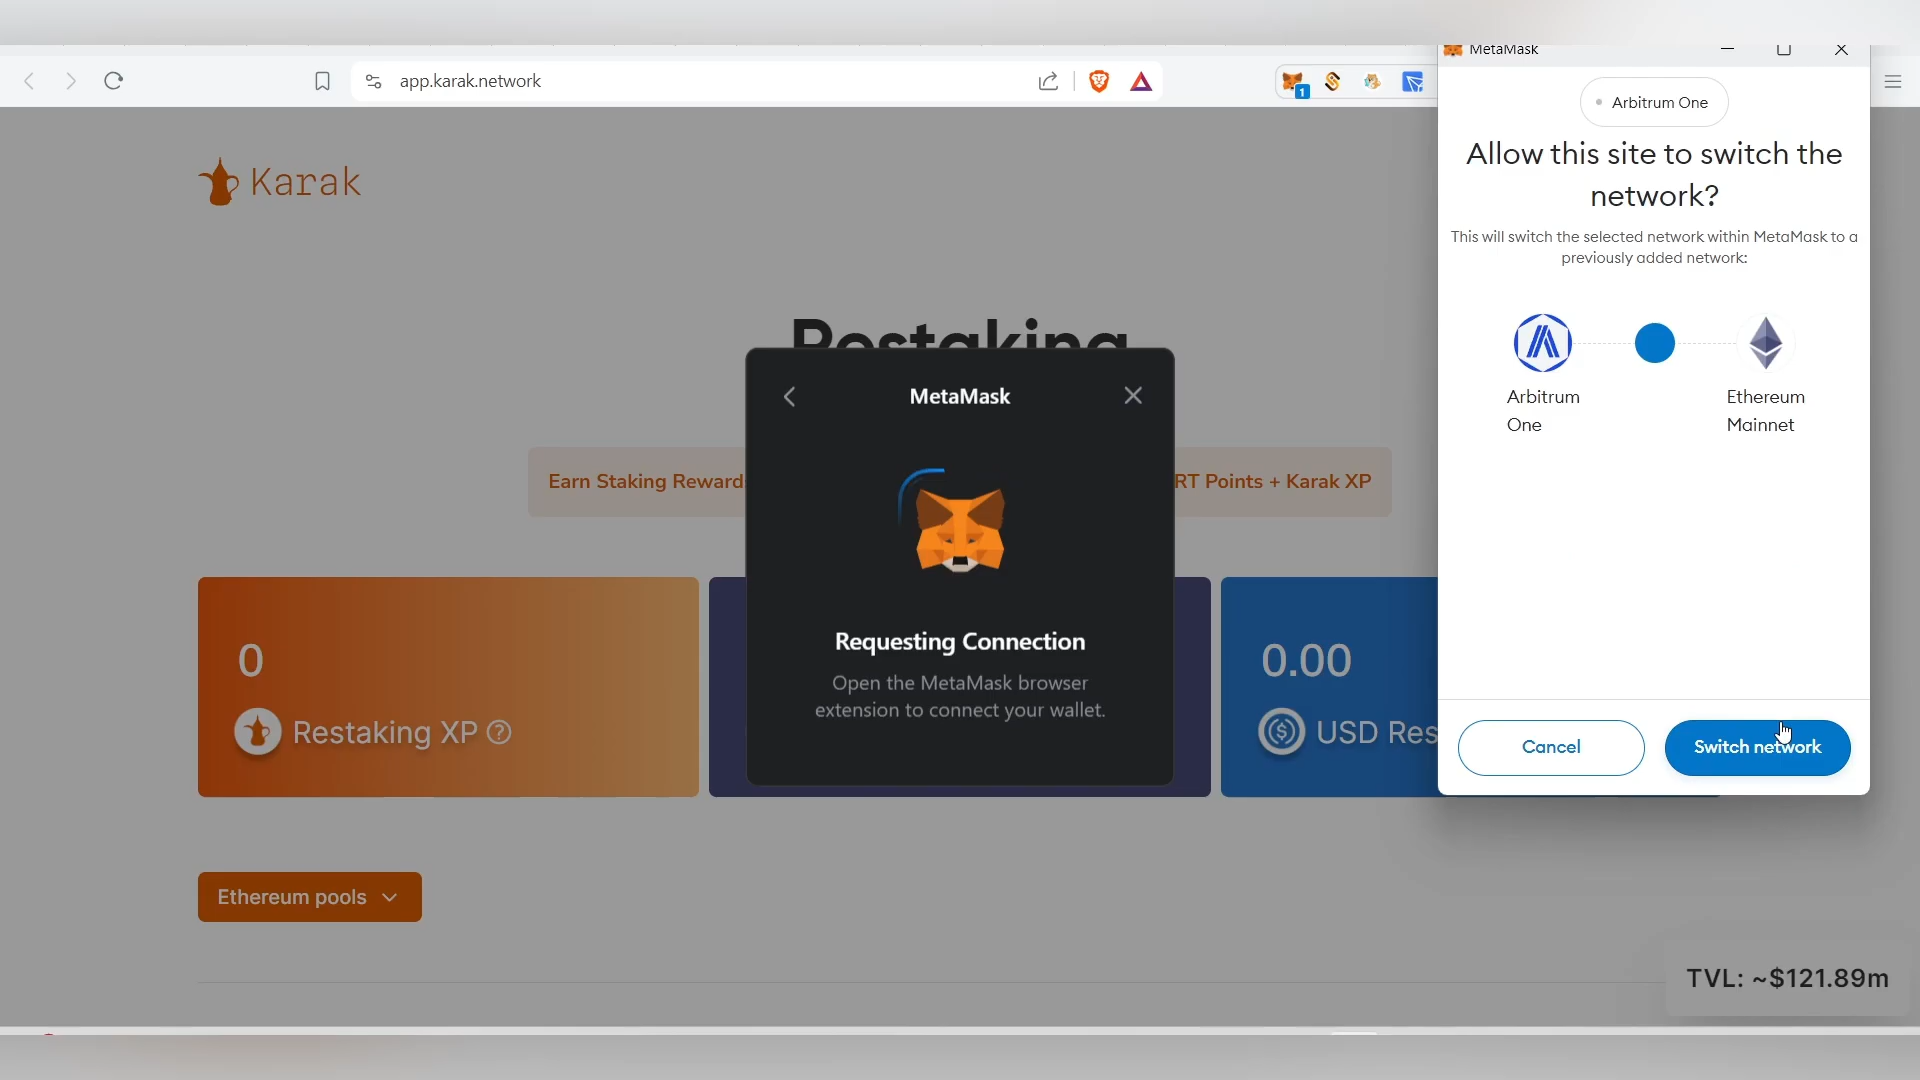 app.karak.network
1
MetaMask
Arbitrum One
Allow this site to switch the
network?
This will switch the selected network within MetaMask to a
previously added network:
Arbitrum
One
Ethereum
Mainnet
Cancel
Switch network
Karak
Restaking
MetaMask
Earn Staking Reward
RT Points + Karak XP
Requesting Connection
Open the MetaMask browser
extension to connect your wallet.
0
Restaking XP
0.00
USD Res
Ethereum pools
TVL: ~$121.89m